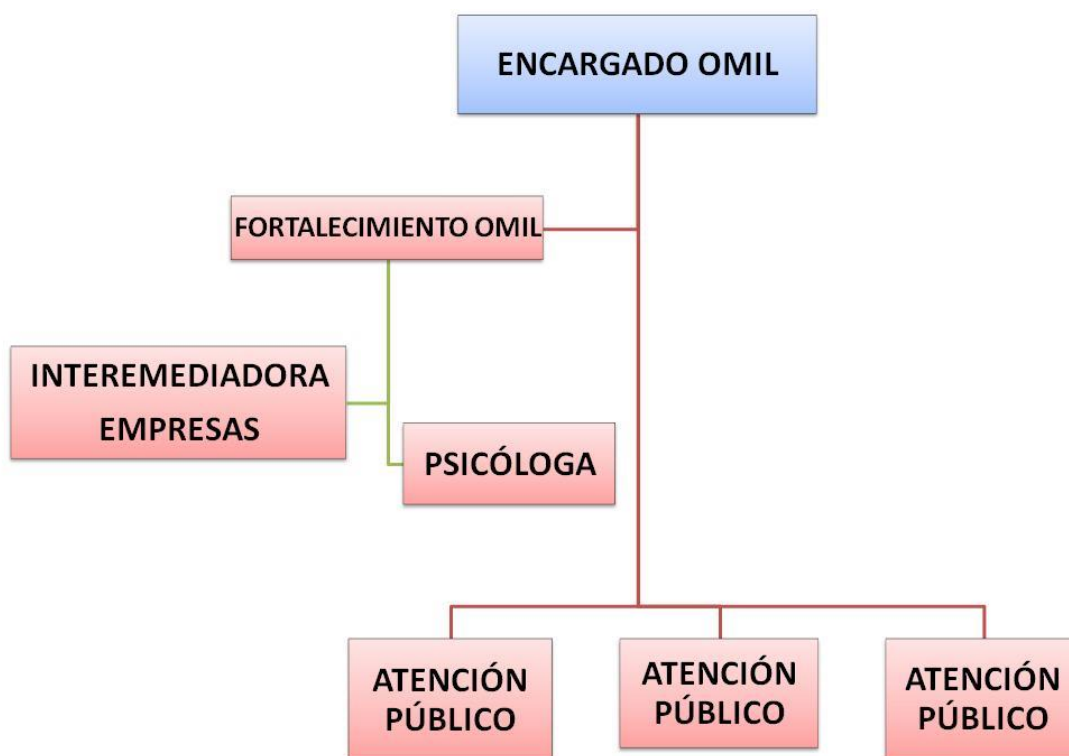 ENCARGADO OMIL
FORTALECIMIENTO OMIL
INTEREMEDIADORA
EMPRESAS
PSICÓLOGA
ATENCIÓN
PÚBLICO
ATENCIÓN
PÚBLICO
ATENCIÓN
PÚBLICO